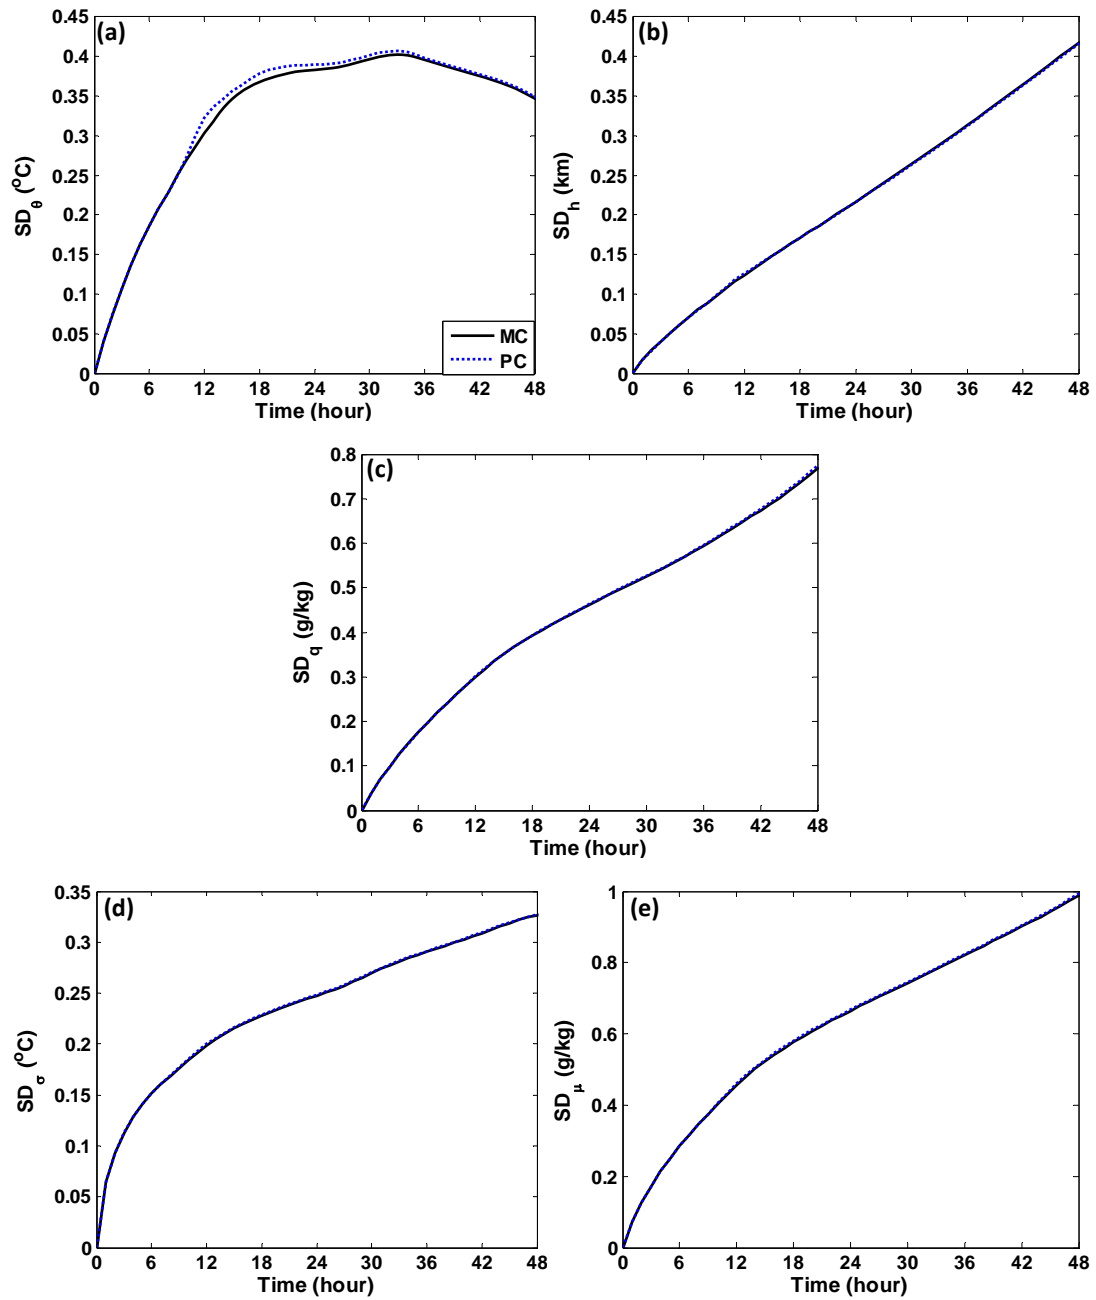 (a)
0.45
0.4
0.35
0.3
0.25
0.2
0.15
0.1
0.05
0
SD_θ (°C)
MC
PC
0 6 12 18 24 30 36 42 48
Time (hour)
(b)
0.45
0.4
0.35
0.3
0.25
0.2
0.15
0.1
0.05
0
SD_h (km)
0 6 12 18 24 30 36 42 48
Time (hour)
(c)
0.8
0.7
0.6
0.5
0.4
0.3
0.2
0.1
0
SD_q (g/kg)
0 6 12 18 24 30 36 42 48
Time (hour)
(d)
0.35
0.3
0.25
0.2
0.15
0.1
0.05
0
SD_σ (°C)
0 6 12 18 24 30 36 42 48
Time (hour)
(e)
1
0.8
0.6
0.4
0.2
0
SD_μ (g/kg)
0 6 12 18 24 30 36 42 48
Time (hour)